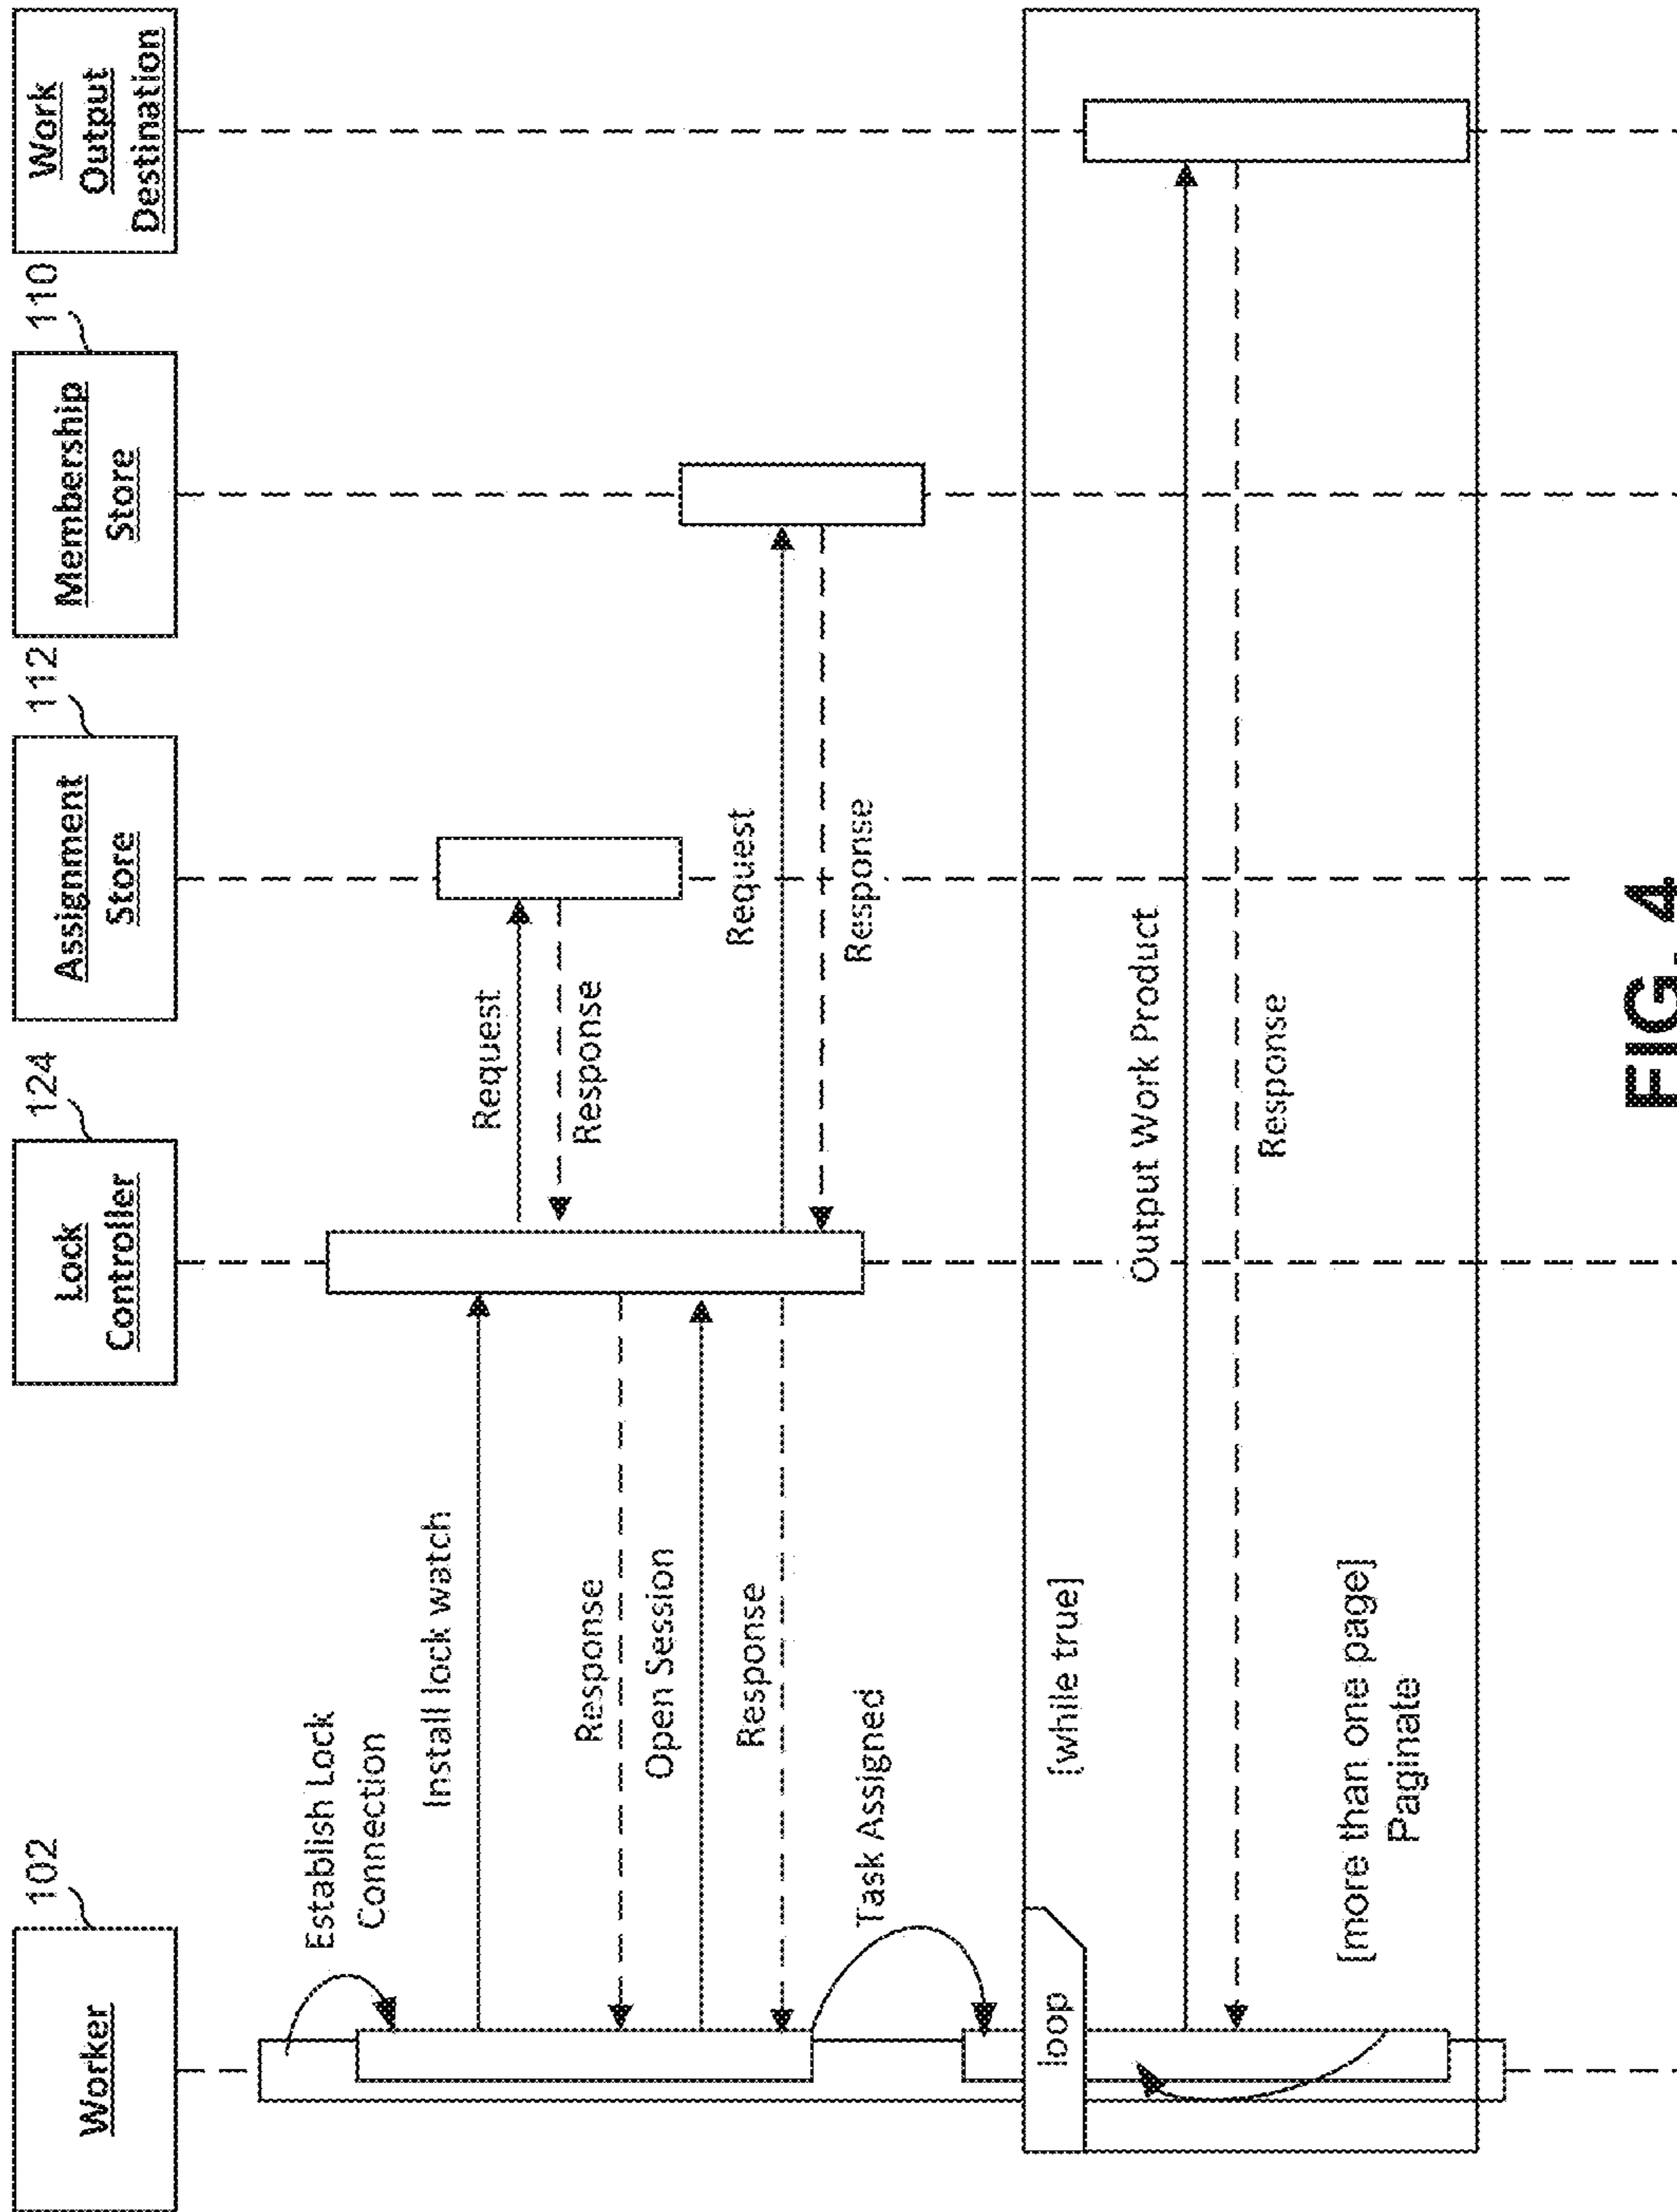 Worker
102
Lock
Controller
124
Assignment
Store
112
Membership
Store
110
Work
Output
Destination
Establish Lock
Connection
Install lock watch
Request
Response
Response
Open Session
Request
Response
Response
Task Assigned
loop
[while true]
Output Work Product
Response
[more than one page]
Paginate
FIG. 4